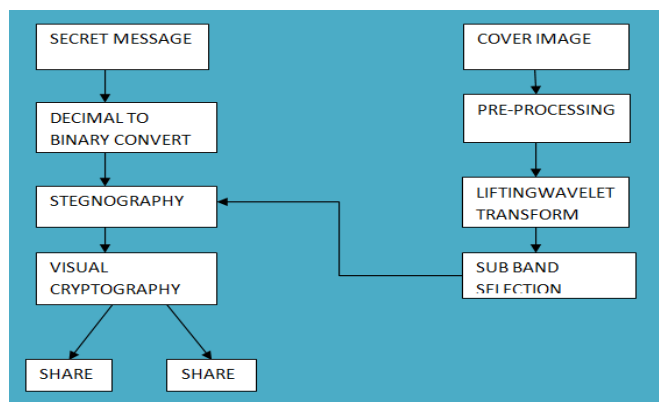 SECRET MESSAGE
DECIMAL TO
BINARY CONVERT
STEGNOGRAPHY
VISUAL
CRYPTOGRAPHY
SHARE
SHARE
COVER IMAGE
PRE-PROCESSING
LIFTINGWAVELET
TRANSFORM
SUB BAND
SELECTION